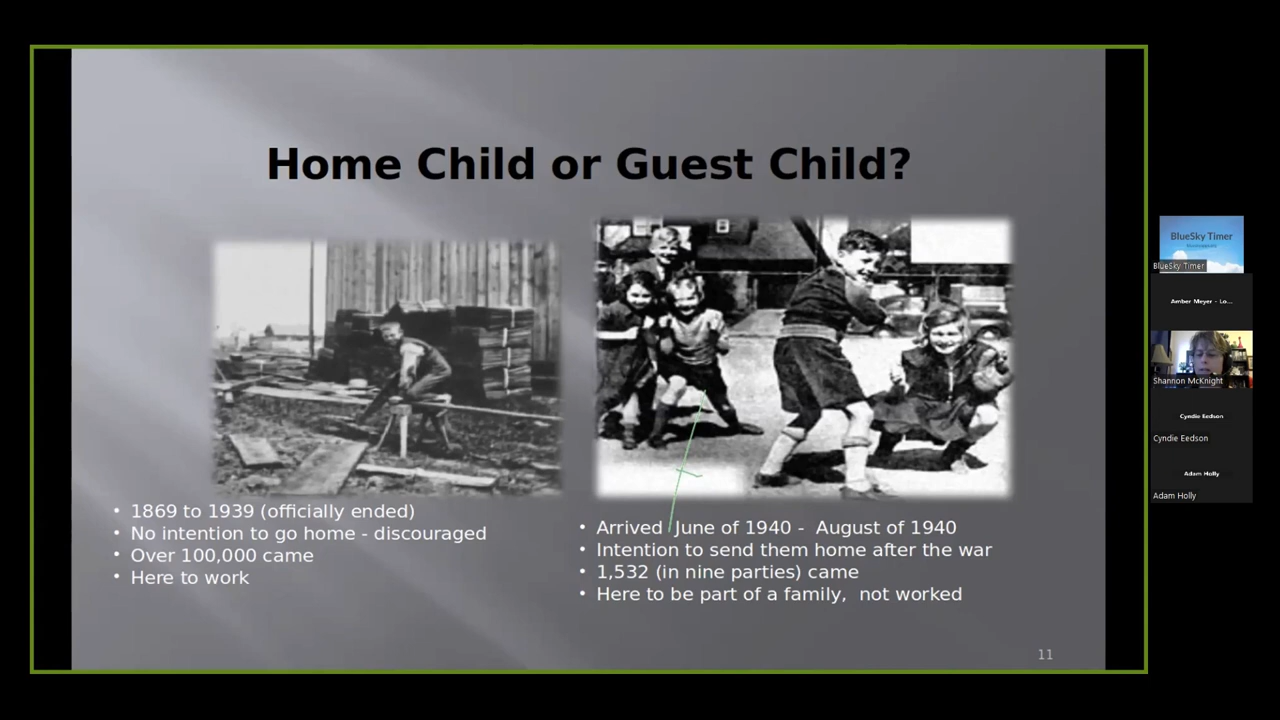 Home Child or Guest Child?
• 1869 to 1939 (officially ended)
• No intention to go home - discouraged
• Over 100,000 came
• Here to work
• Arrived June of 1940 - August of 1940
• Intention to send them home after the war
• 1,532 (in nine parties) came
• Here to be part of a family, not worked
11
BlueSky Timer
BlueSky Timer
Amber Meyer - Lo...
Shannon McKnight
Cyndie Eedson
Cyndie Eedson
Adam Holly
Adam Holly